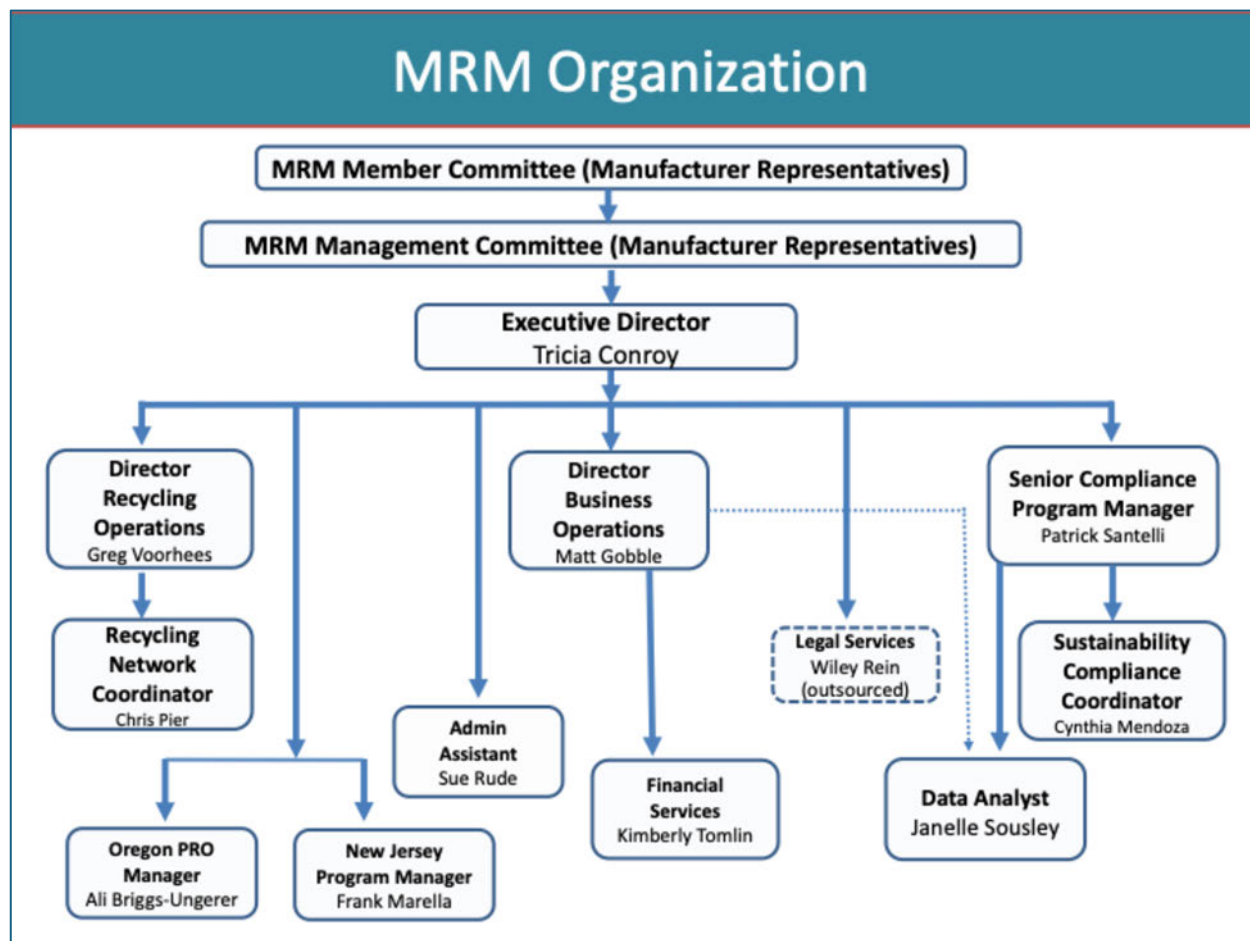 MRM Organization
MRM Member Committee (Manufacturer Representatives)
MRM Management Committee (Manufacturer Representatives)
Executive Director
Tricia Conroy
Director
Recycling
Operations
Greg Voorhees
Director
Business
Operations
Matt Gobble
Senior Compliance
Program Manager
Patrick Santelli
Recycling
Network
Coordinator
Chris Pier
Legal Services
Wiley Rein
(outsourced)
Sustainability
Compliance
Coordinator
Cynthia Mendoza
Admin
Assistant
Sue Rude
Financial
Services
Kimberly Tomlin
Data Analyst
Janelle Sousley
Oregon PRO
Manager
Ali Briggs-Ungerer
New Jersey
Program Manager
Frank Marella